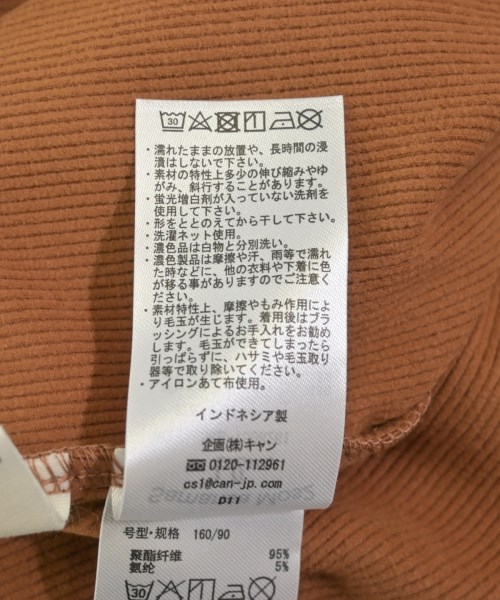 30
・濡れたままの放置や、長時間の浸
漬はしないで下さい。
・素材の特性上多少の伸び縮みやゆ
がみ、斜行することがあります。
・蛍光増白剤が入っていない洗剤を
使用して下さい。
・形をととのえてから干して下さい。
・洗濯ネット使用。
・濃色品は白物と分別洗い。
・濃色製品は摩擦や汗、雨等で濡れ
た時などに、他の衣料や下着に色
が移る事がありますのでご注意く
ださい。
・素材特性上、摩擦やもみ作用によ
り毛玉が生じます。着用後はブラ
ッシングによるお手入れをお勧め
します。毛玉ができてしまったら
引っぱらずに、ハサミや毛玉取り
器等で取り除いてください。
・アイロンあて布使用。
インドネシア製
企画(株)キャン
0120-112961
cs1@can-jp.com
D11
号型·规格 160/90
聚酯纤维 95%
氨纶 5%
30